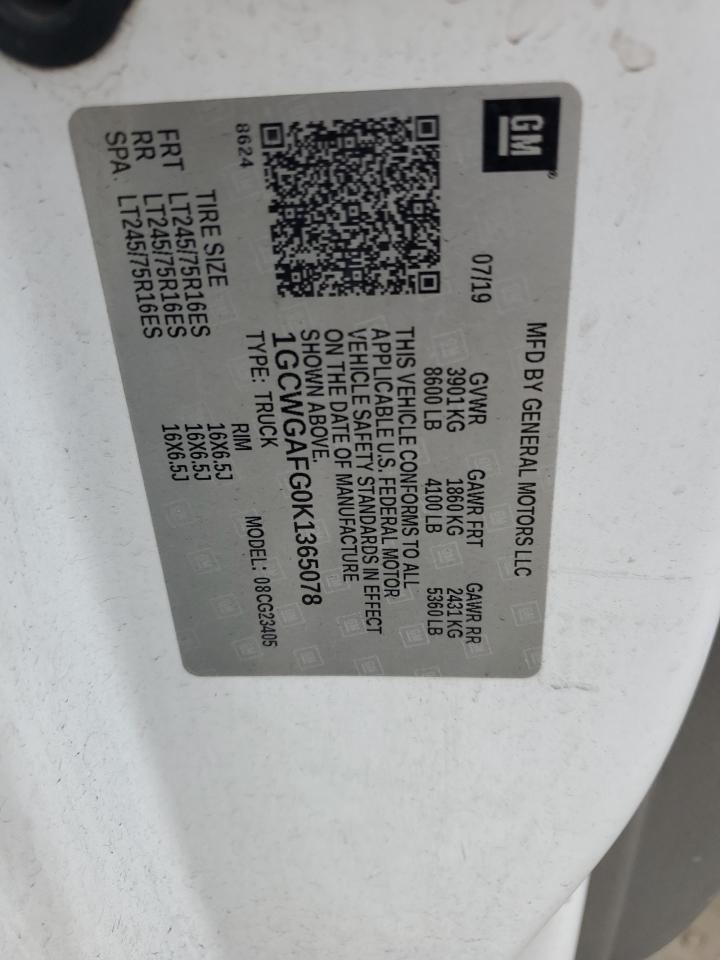 GM
MFD BY GENERAL MOTORS LLC
07/19
GVWR GAWR FRT GAWR RR
3901 KG 1860 KG 2431 KG
8600 LB 4100 LB 5360 LB
THIS VEHICLE CONFORMS TO ALL
APPLICABLE U.S. FEDERAL MOTOR
VEHICLE SAFETY STANDARDS IN EFFECT
ON THE DATE OF MANUFACTURE
SHOWN ABOVE.
1GCWGAFG0K1365078
TYPE: TRUCK MODEL: 08CG23405
8624
TIRE SIZE RIM
FRT LT245/75R16ES 16X6.5J
RR LT245/75R16ES 16X6.5J
SPA LT245/75R16ES 16X6.5J